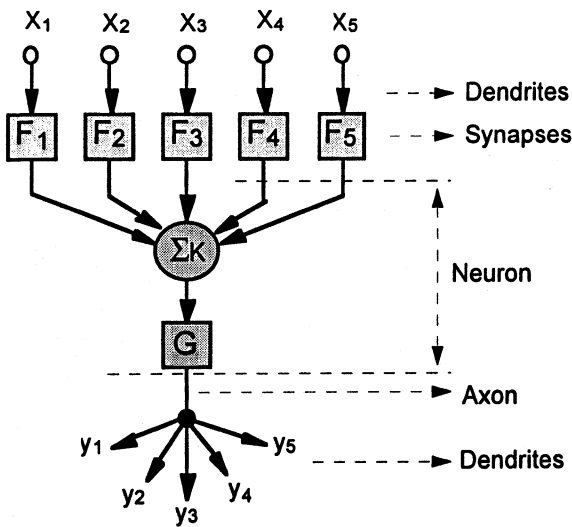 X1 X2 X3 X4 X5
Dendrites
F1 F2 F3 F4 F5
Synapses
ΣK
Neuron
G
Axon
y1 y5
Dendrites
y2 y4
y3